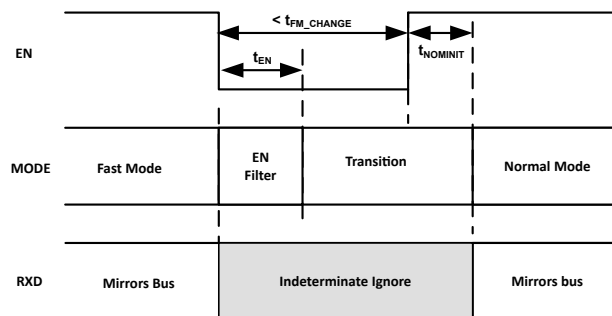 < tFM_CHANGE
EN
tEN
tNOMINIT
MODE
Fast Mode
EN
Filter
Transition
Normal Mode
RXD
Mirrors Bus
Indeterminate Ignore
Mirrors bus